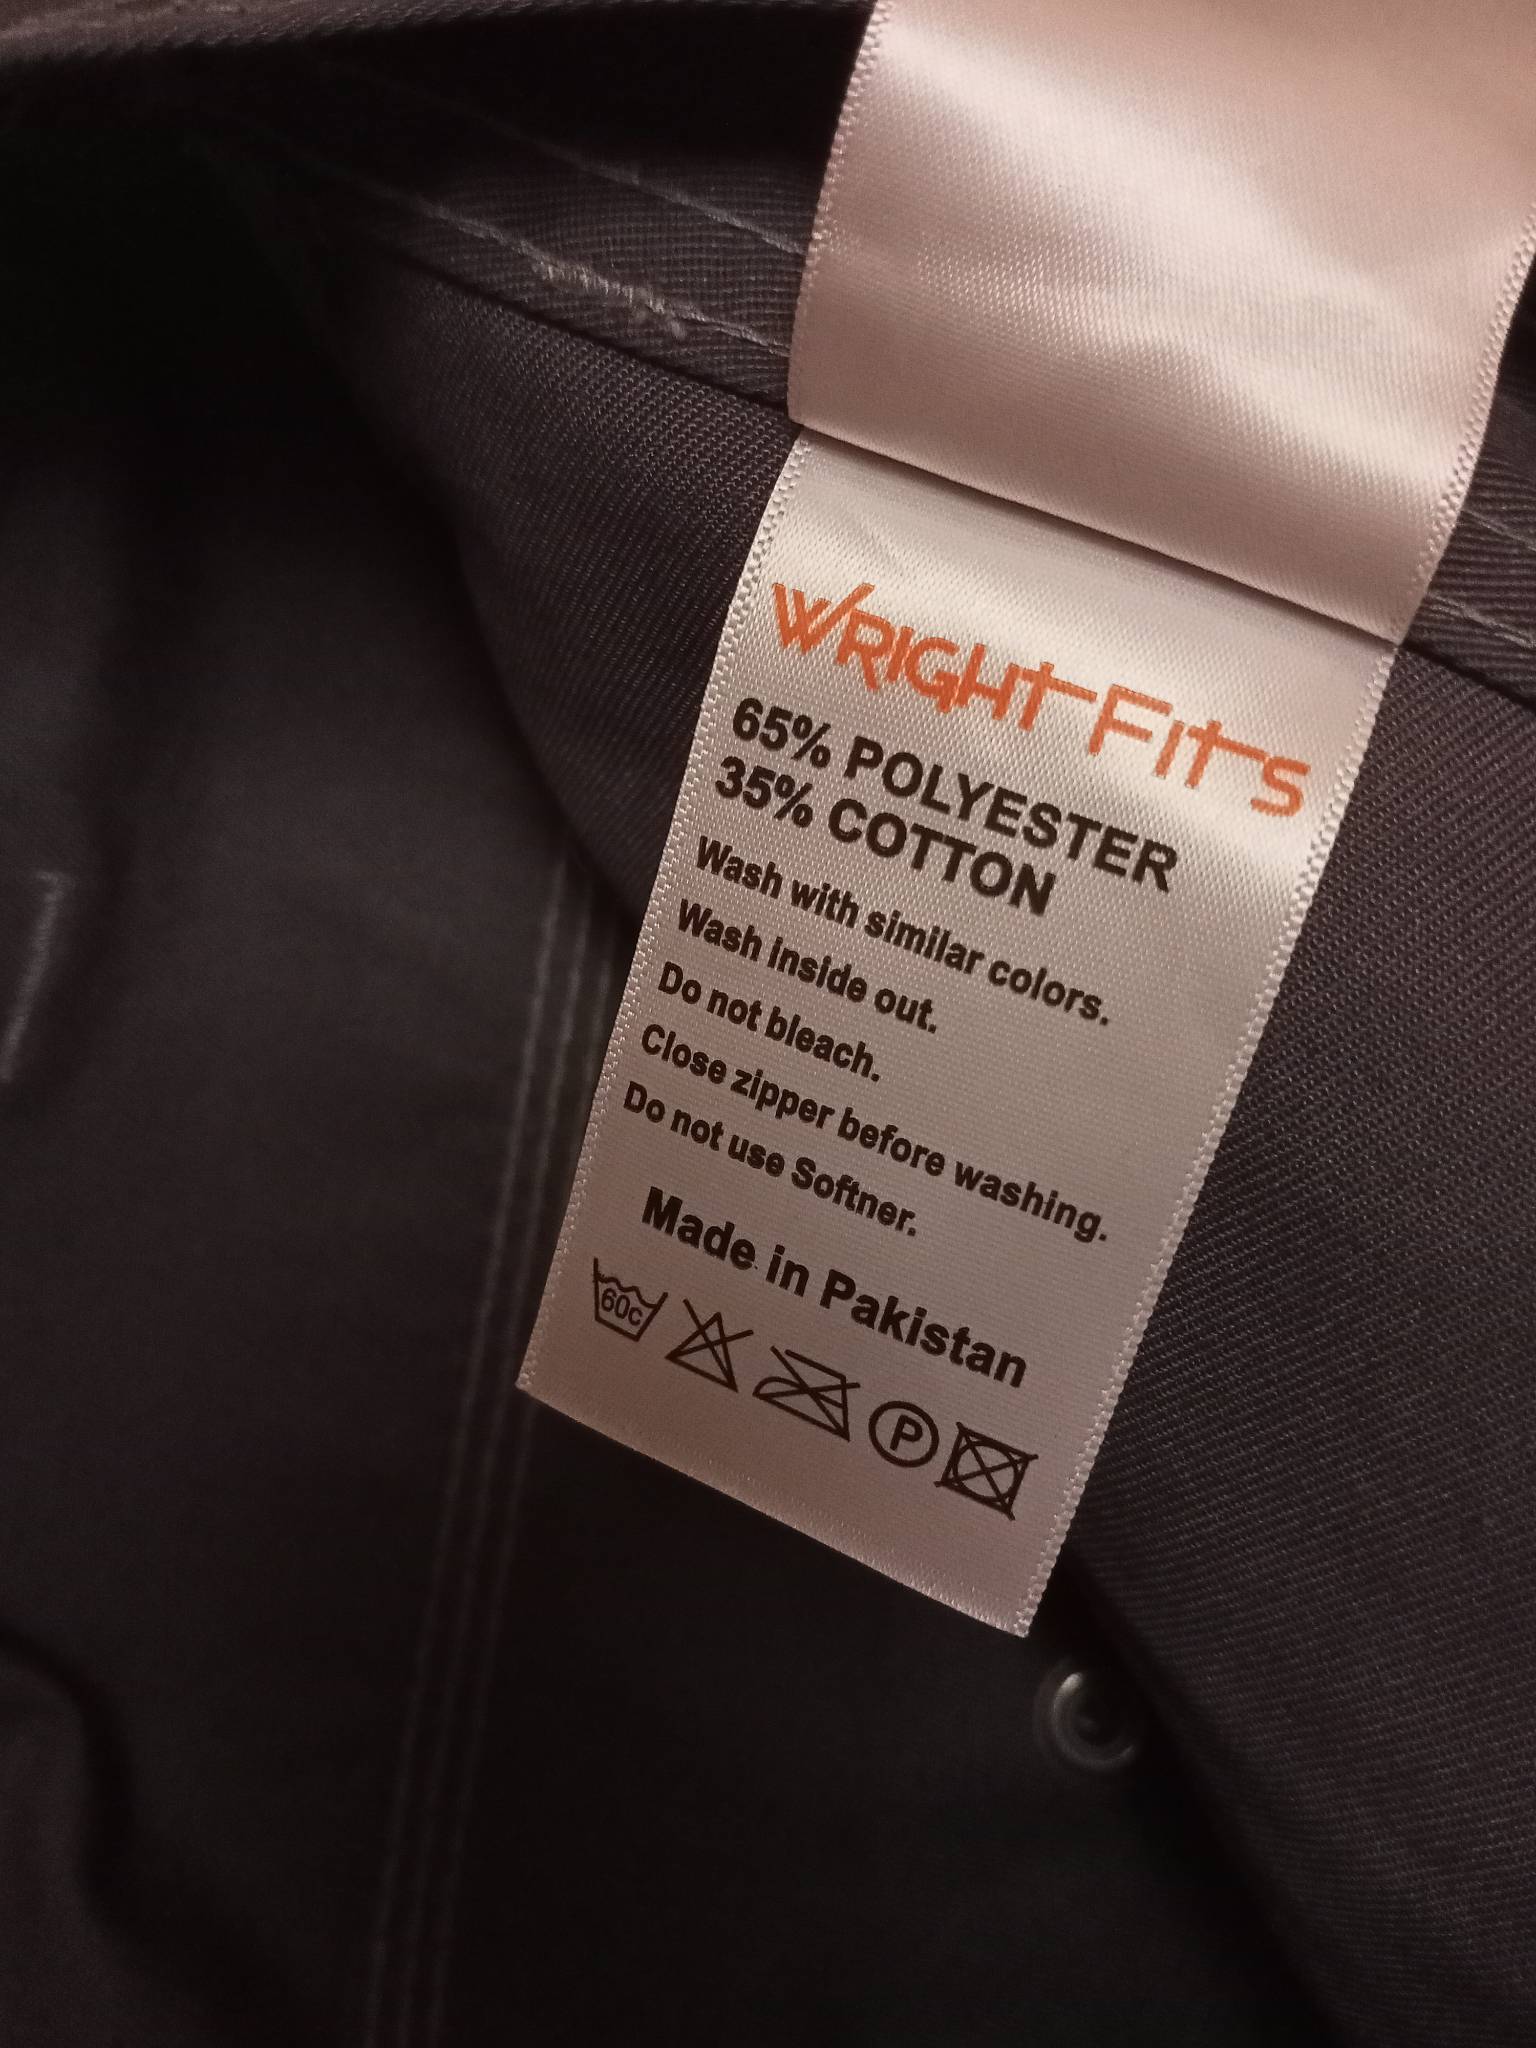 WRIGHT FITS
65% POLYESTER
35% COTTON
Wash with similar colors.
Wash inside out.
Do not bleach.
Close zipper before washing.
Do not use Softner.
Made in Pakistan
60c P